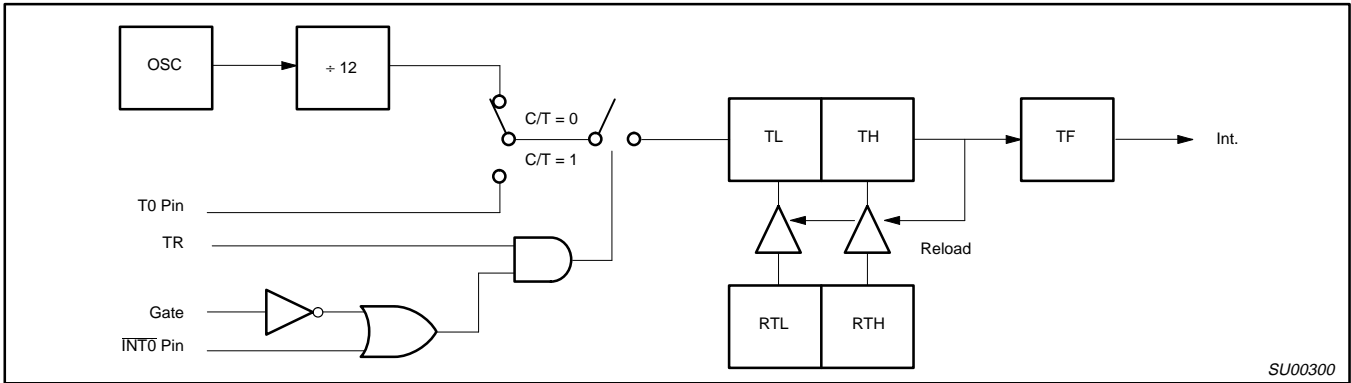 OSC
÷ 12
C/T = 0
C/T = 1
TL
TH
TF
Int.
T0 Pin
TR
Reload
Gate
INT0 Pin
RTL
RTH
SU00300